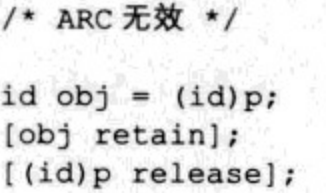 /* ARC 无效 */
id obj = (id)p;
[obj retain];
[(id)p release];